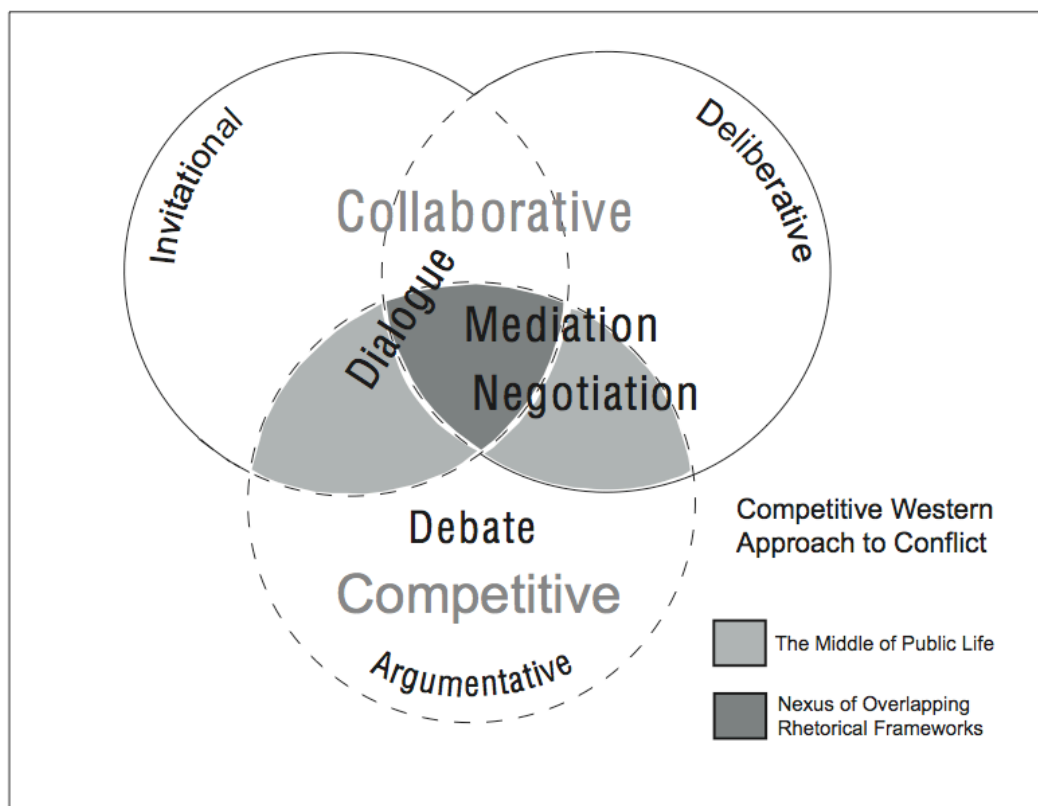 Invitational
Deliberative
Collaborative
Dialogue
Mediation
Negotiation
Debate
Competitive
Argumentative
Competitive Western
Approach to Conflict
The Middle of Public Life
Nexus of Overlapping
Rhetorical Frameworks